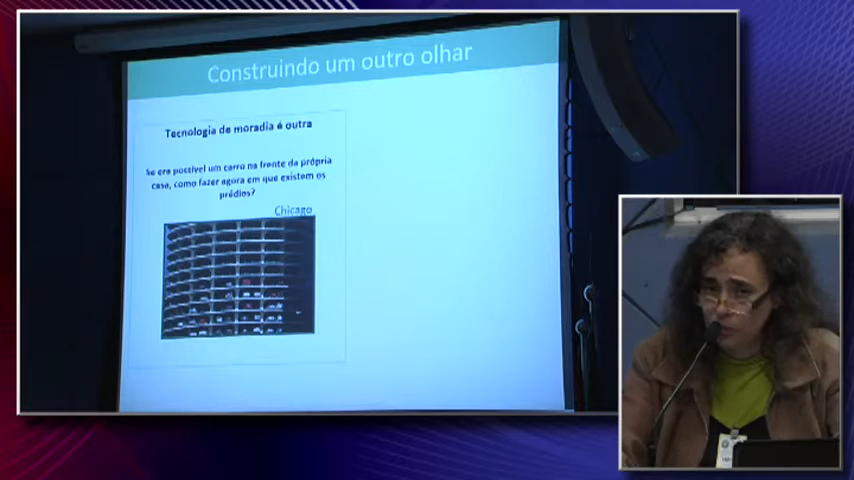 Construindo um outro olhar
Tecnologia de moradia é outra
Se era possível um carro na frente da própria
casa, como fazer agora em que existem os
prédios?
Chicago